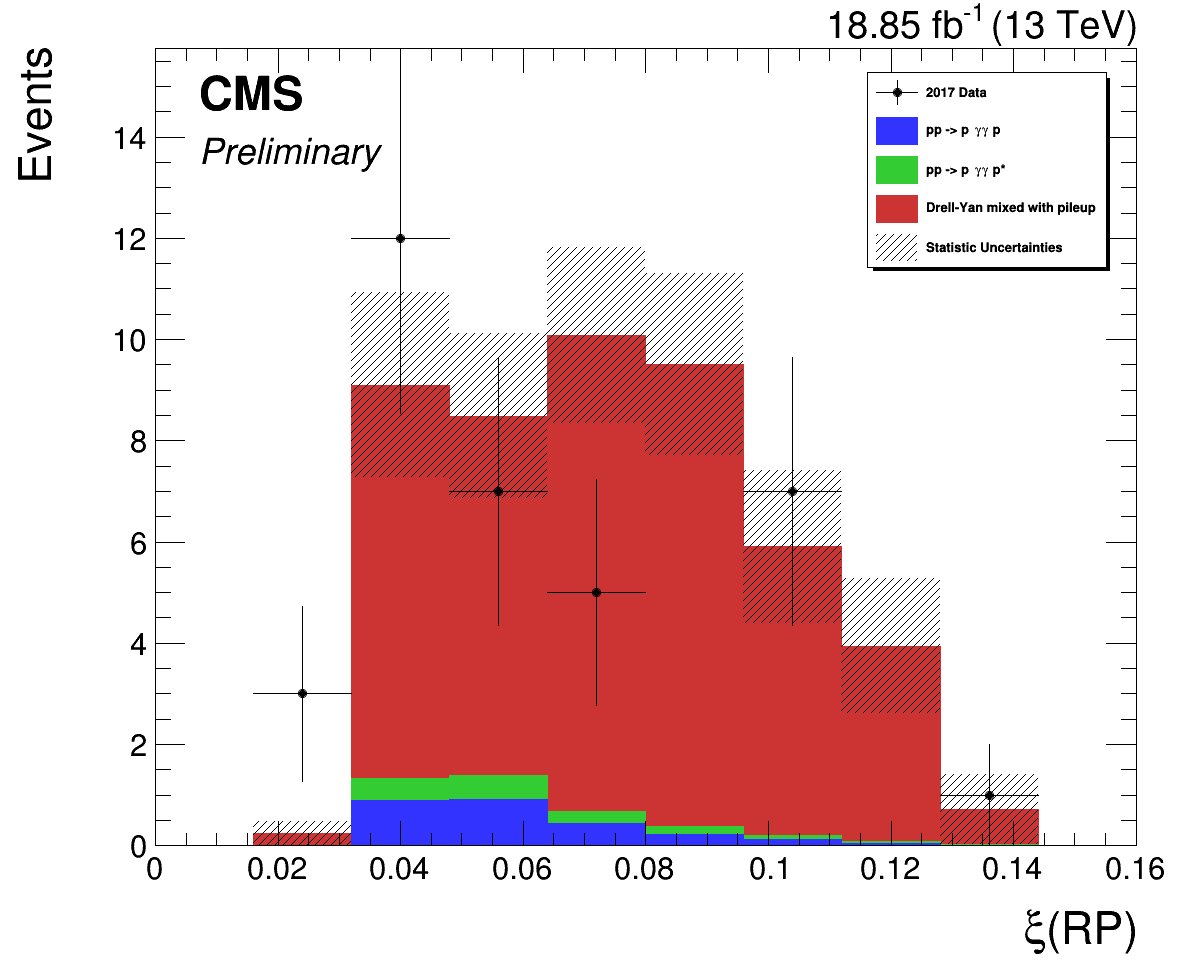 18.85 fb⁻¹ (13 TeV)
Events
CMS
Preliminary
2017 Data
pp -> p γγ p
pp -> p γγ p*
Drell-Yan mixed with pileup
Statistic Uncertainties
14
12
10
8
6
4
2
0
0 0.02 0.04 0.06 0.08 0.1 0.12 0.14 0.16
ξ(RP)